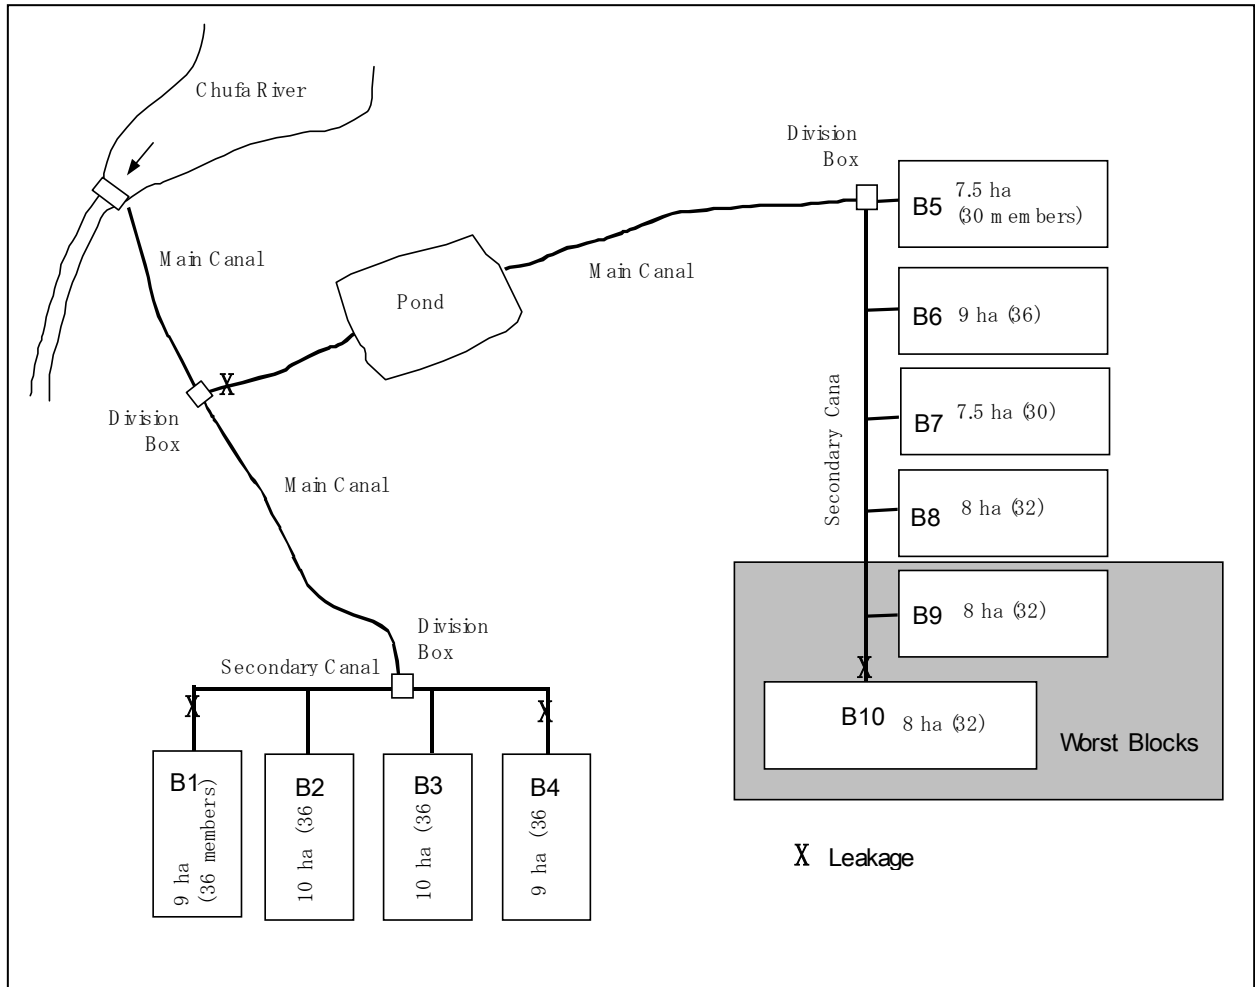 Chufa River
Main Canal
Pond
Main Canal
Division
Box
B5
7.5 ha
(30 members)
B6 9 ha (36)
B7 7.5 ha (30)
B8 8 ha (32)
B9 8 ha (32)
B10 8 ha (32)
Secondary Cana
Worst Blocks
X
Division
Box
Main Canal
Division
Box
Secondary Canal
X
X
X
B1
9 ha
(36 members)
B2
10 ha (36
B3
10 ha (36
B4
9 ha (36
X
Leakage